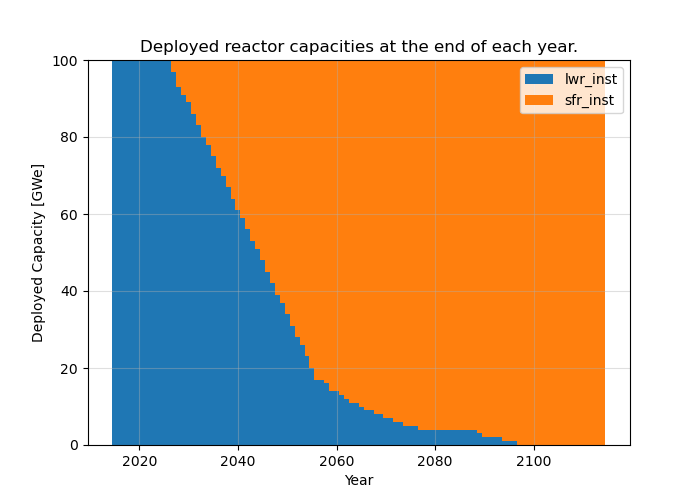 Deployed reactor capacities at the end of each year.
lwr_inst
sfr_inst
100
80
60
40
20
0
Deployed Capacity [GWe]
2020
2040
2060
2080
2100
Year